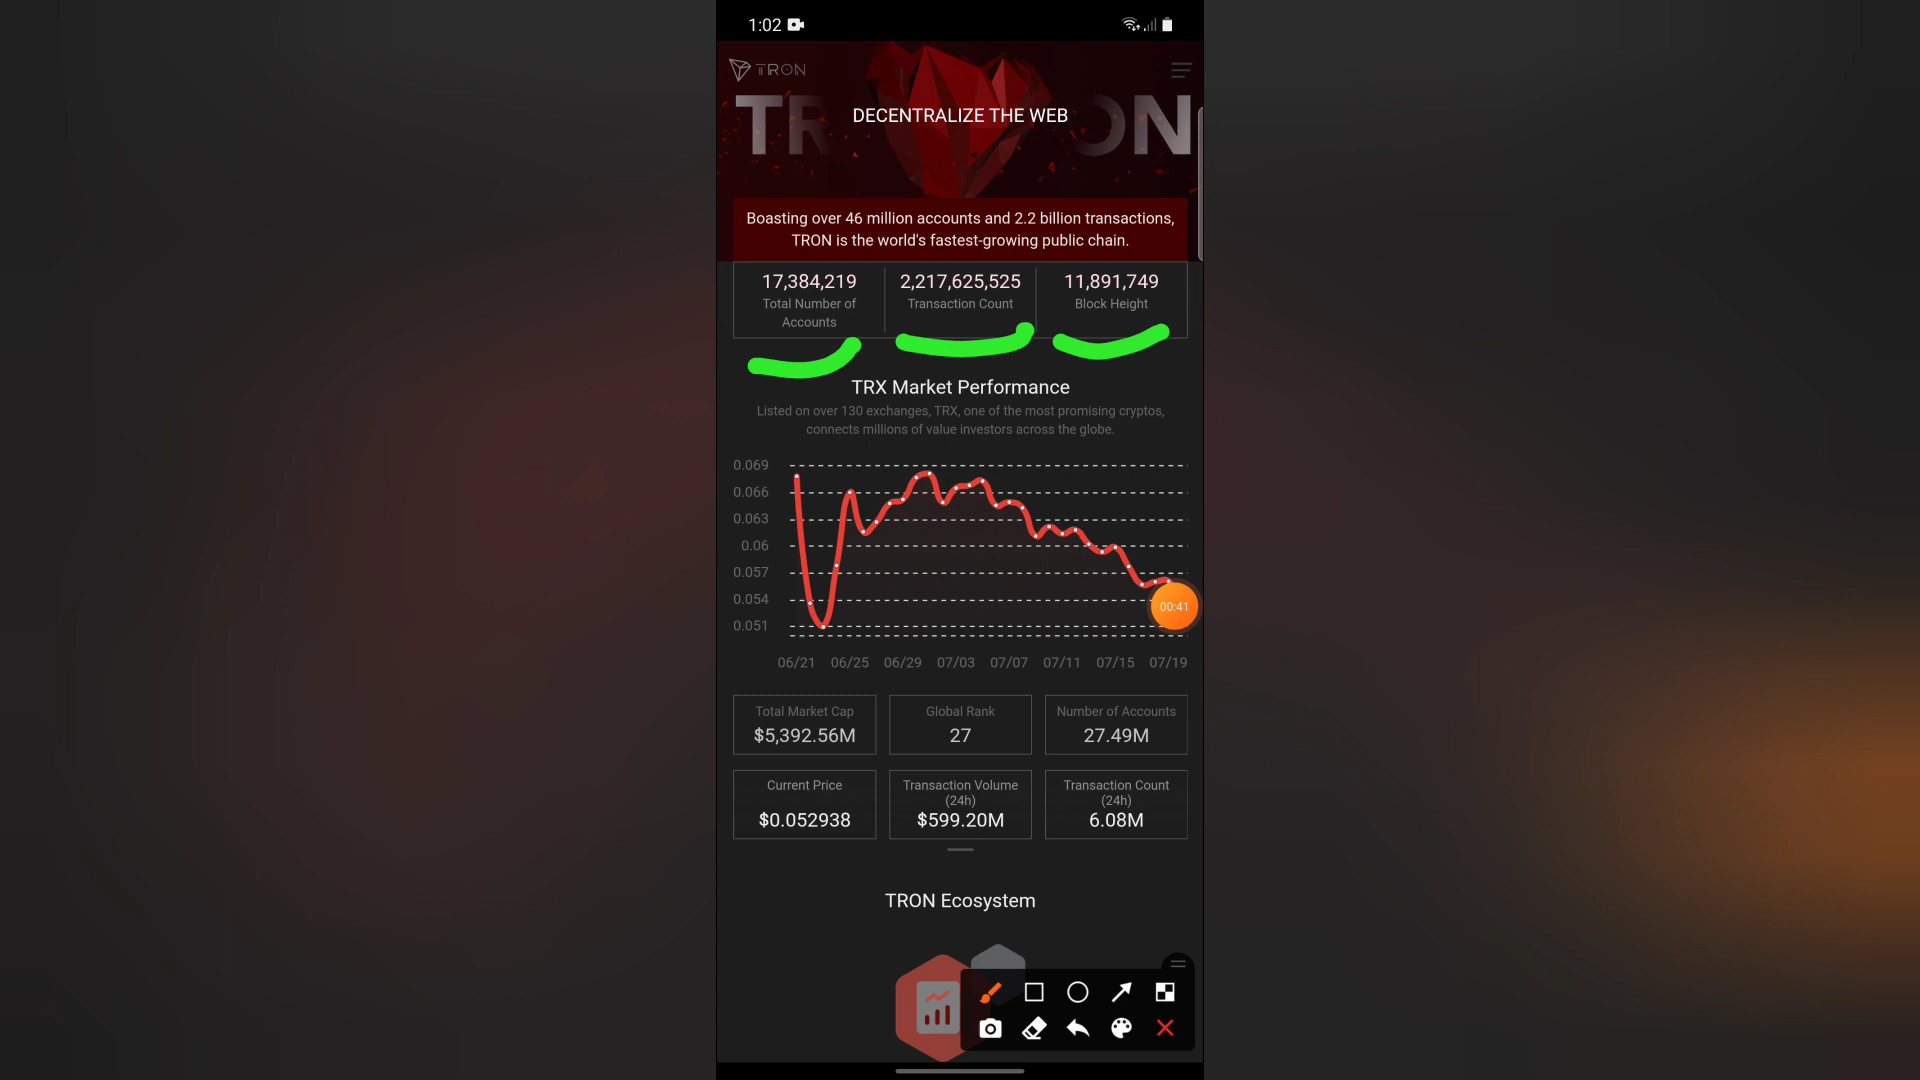 1:02
TRON
TR ON
DECENTRALIZE THE WEB
Boasting over 46 million accounts and 2.2 billion transactions,
TRON is the world's fastest-growing public chain.
17,384,219
Total Number of
Accounts
2,217,625,525
Transaction Count
11,891,749
Block Height
TRX Market Performance
Listed on over 130 exchanges, TRX, one of the most promising cryptos,
connects millions of value investors across the globe.
0.069
0.066
0.063
0.06
0.057
0.054
0.051
00:41
06/21 06/25 06/29 07/03 07/07 07/11 07/15 07/19
Total Market Cap
$5,392.56M
Global Rank
27
Number of Accounts
27.49M
Current Price
$0.052938
Transaction Volume
(24h)
$599.20M
Transaction Count
(24h)
6.08M
TRON Ecosystem